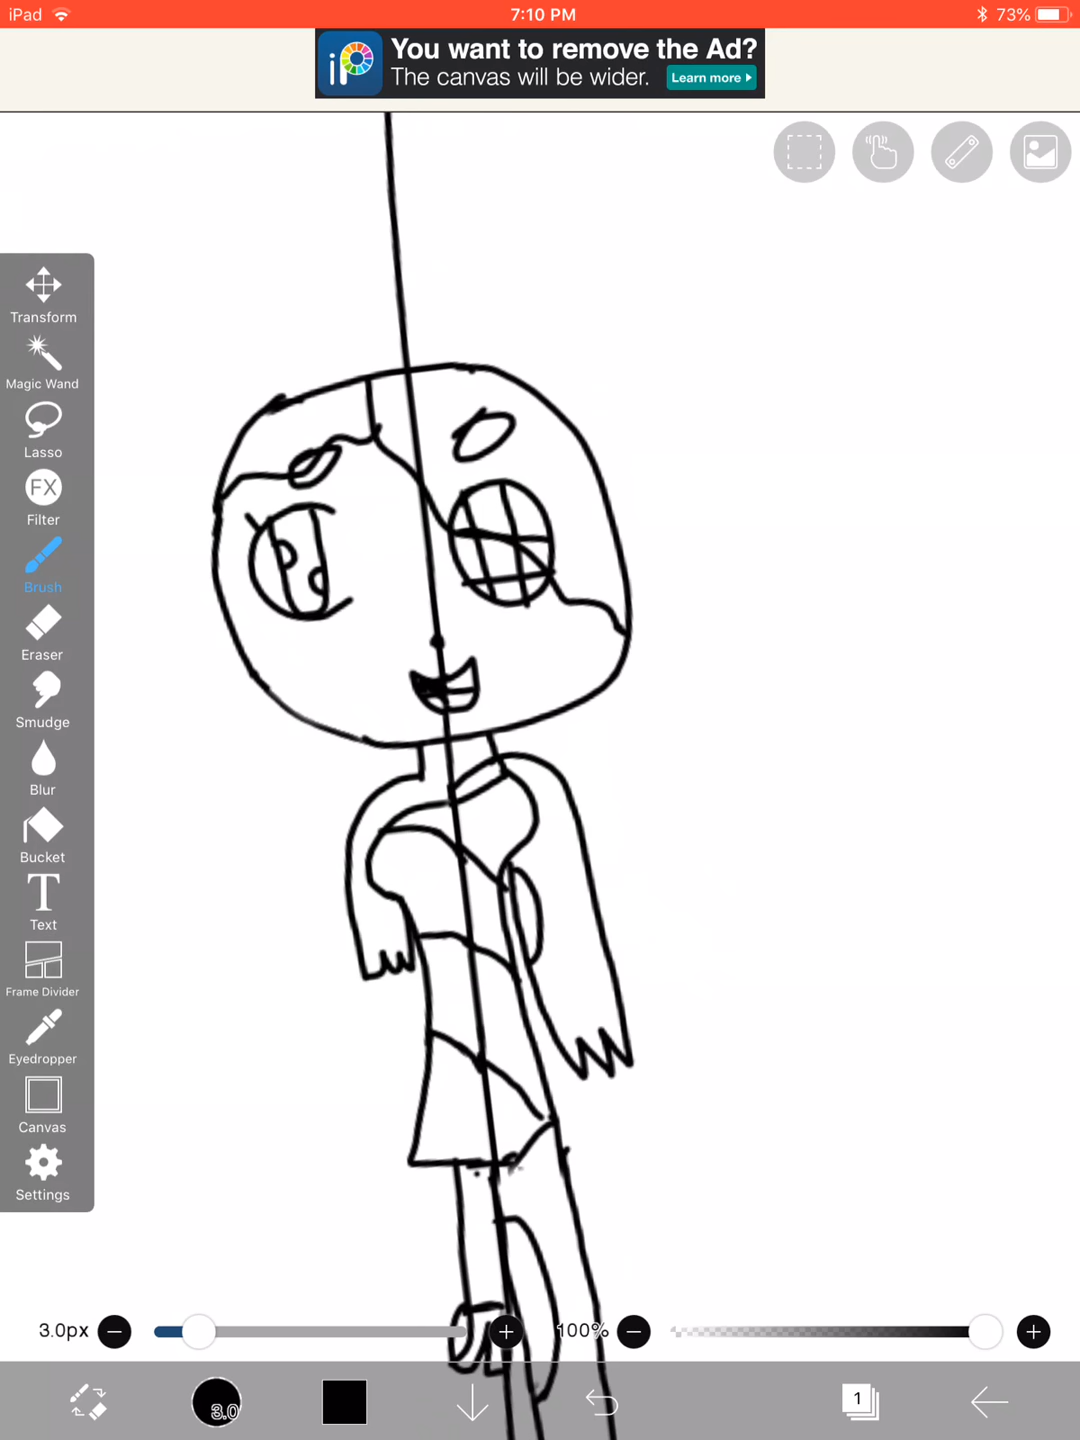 iPad
7:10 PM
73%
iP
You want to remove the Ad?
The canvas will be wider.
Learn more
Transform
Magic Wand
Lasso
FX
Filter
Brush
Eraser
Smudge
Blur
Bucket
T
Text
Frame Divider
Eyedropper
Canvas
Settings
3.0px
100%
3.0
1